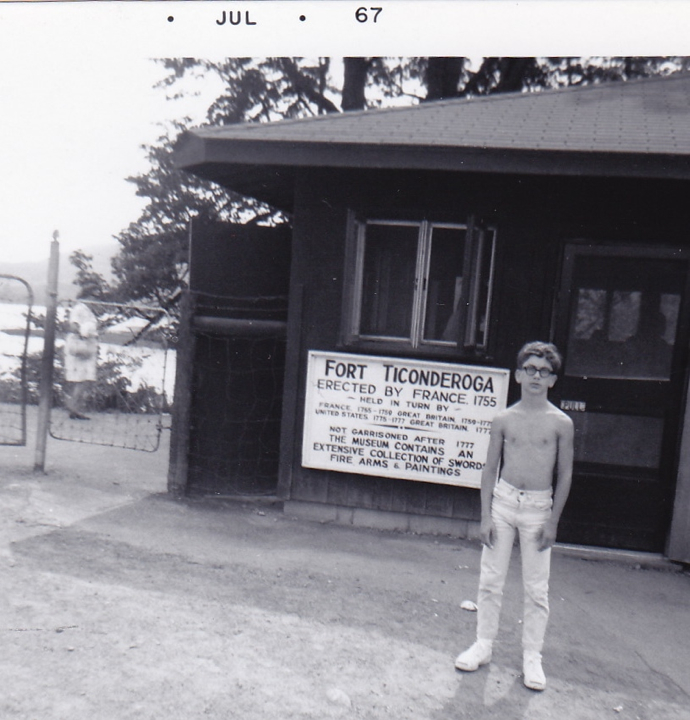 • JUL • 67
FORT TICONDEROGA
ERECTED BY FRANCE, 1755
— HELD IN TURN BY —
FRANCE, 1755-1759 GREAT BRITAIN, 1759-1775
UNITED STATES, 1775-1777 GREAT BRITAIN, 1777
NOT GARRISONED AFTER 1777
THE MUSEUM CONTAINS AN
EXTENSIVE COLLECTION OF SWORDS
FIRE ARMS & PAINTINGS
PULL